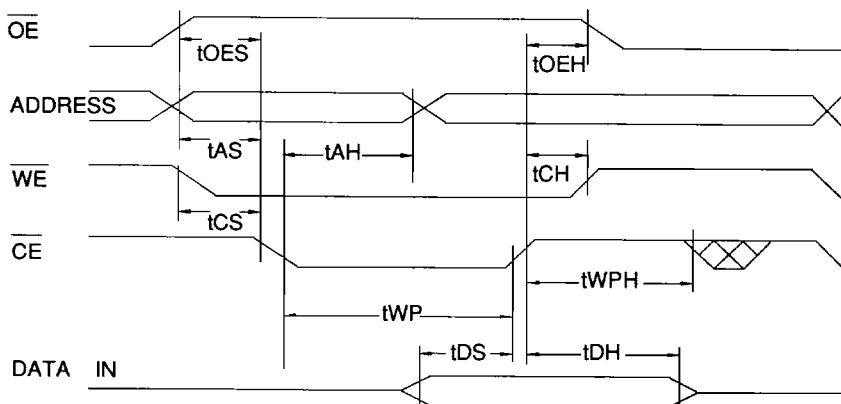 OE
tOES
tOEH
ADDRESS
tAS
tAH
tCH
WE
tCS
CE
tWPH
tWP
tDS
tDH
DATA IN